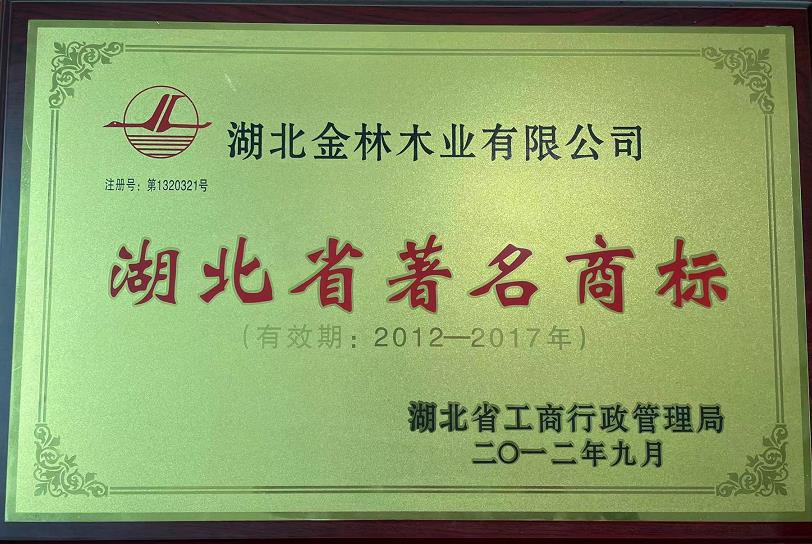 湖北金林木业有限公司
注册号：第1320321号
湖北省著名商标
（有效期：2012—2017年）
湖北省工商行政管理局
二〇一二年九月